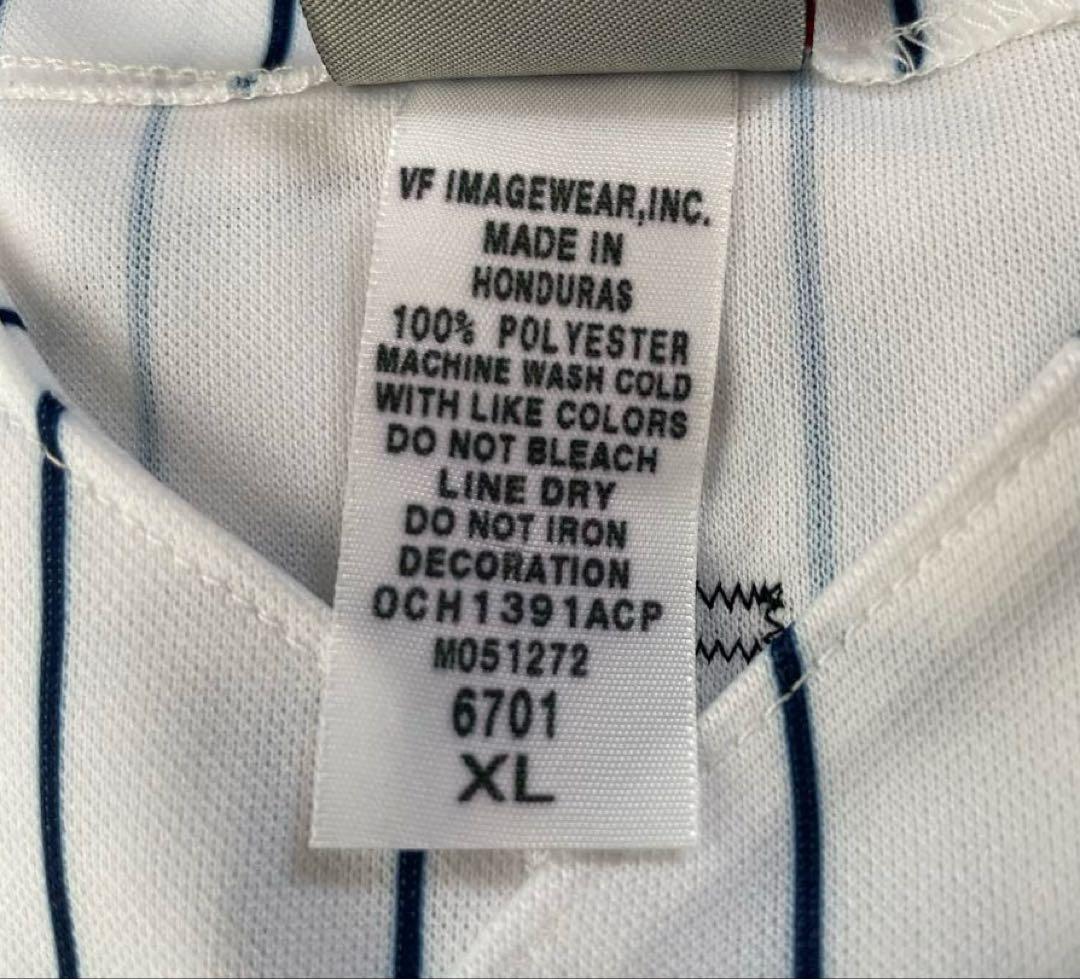 VF IMAGEWEAR,INC.
MADE IN
HONDURAS
100% POLYESTER
MACHINE WASH COLD
WITH LIKE COLORS
DO NOT BLEACH
LINE DRY
DO NOT IRON
DECORATION
OCH1391ACP
M051272
6701
XL